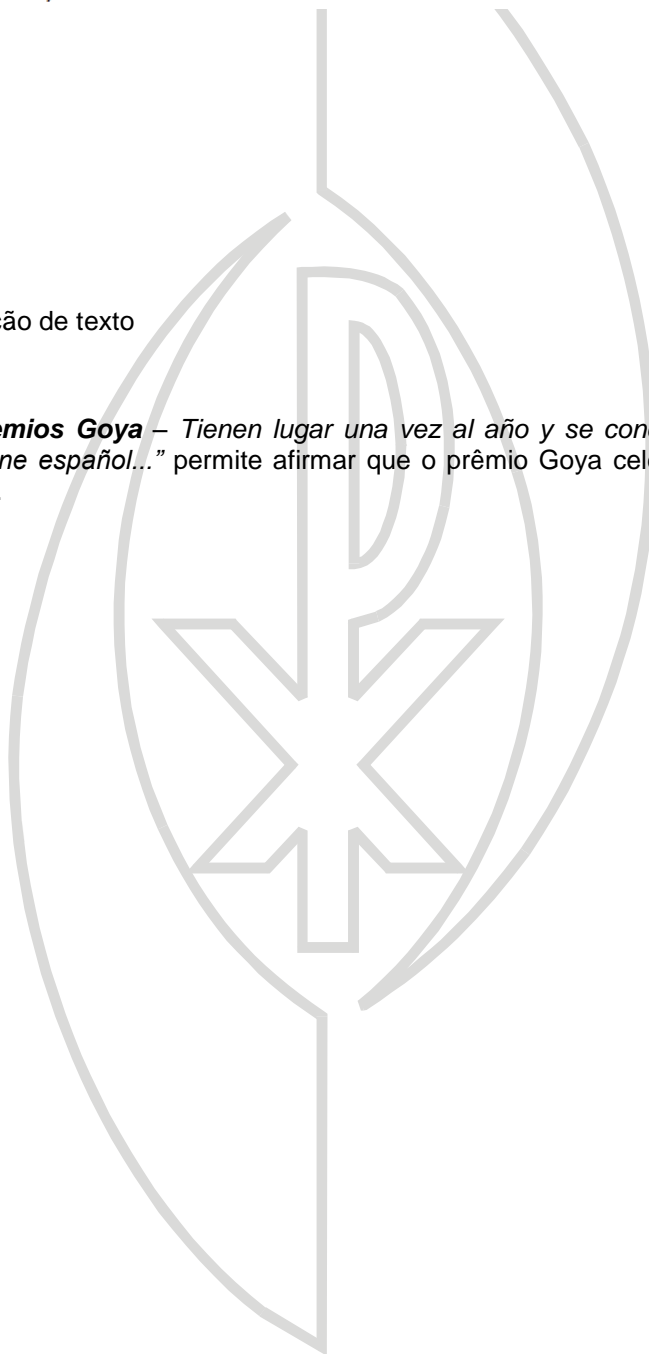 ção de texto
emios Goya – Tienen lugar una vez al año y se con
ne español...” permite afirmar que o prêmio Goya cel